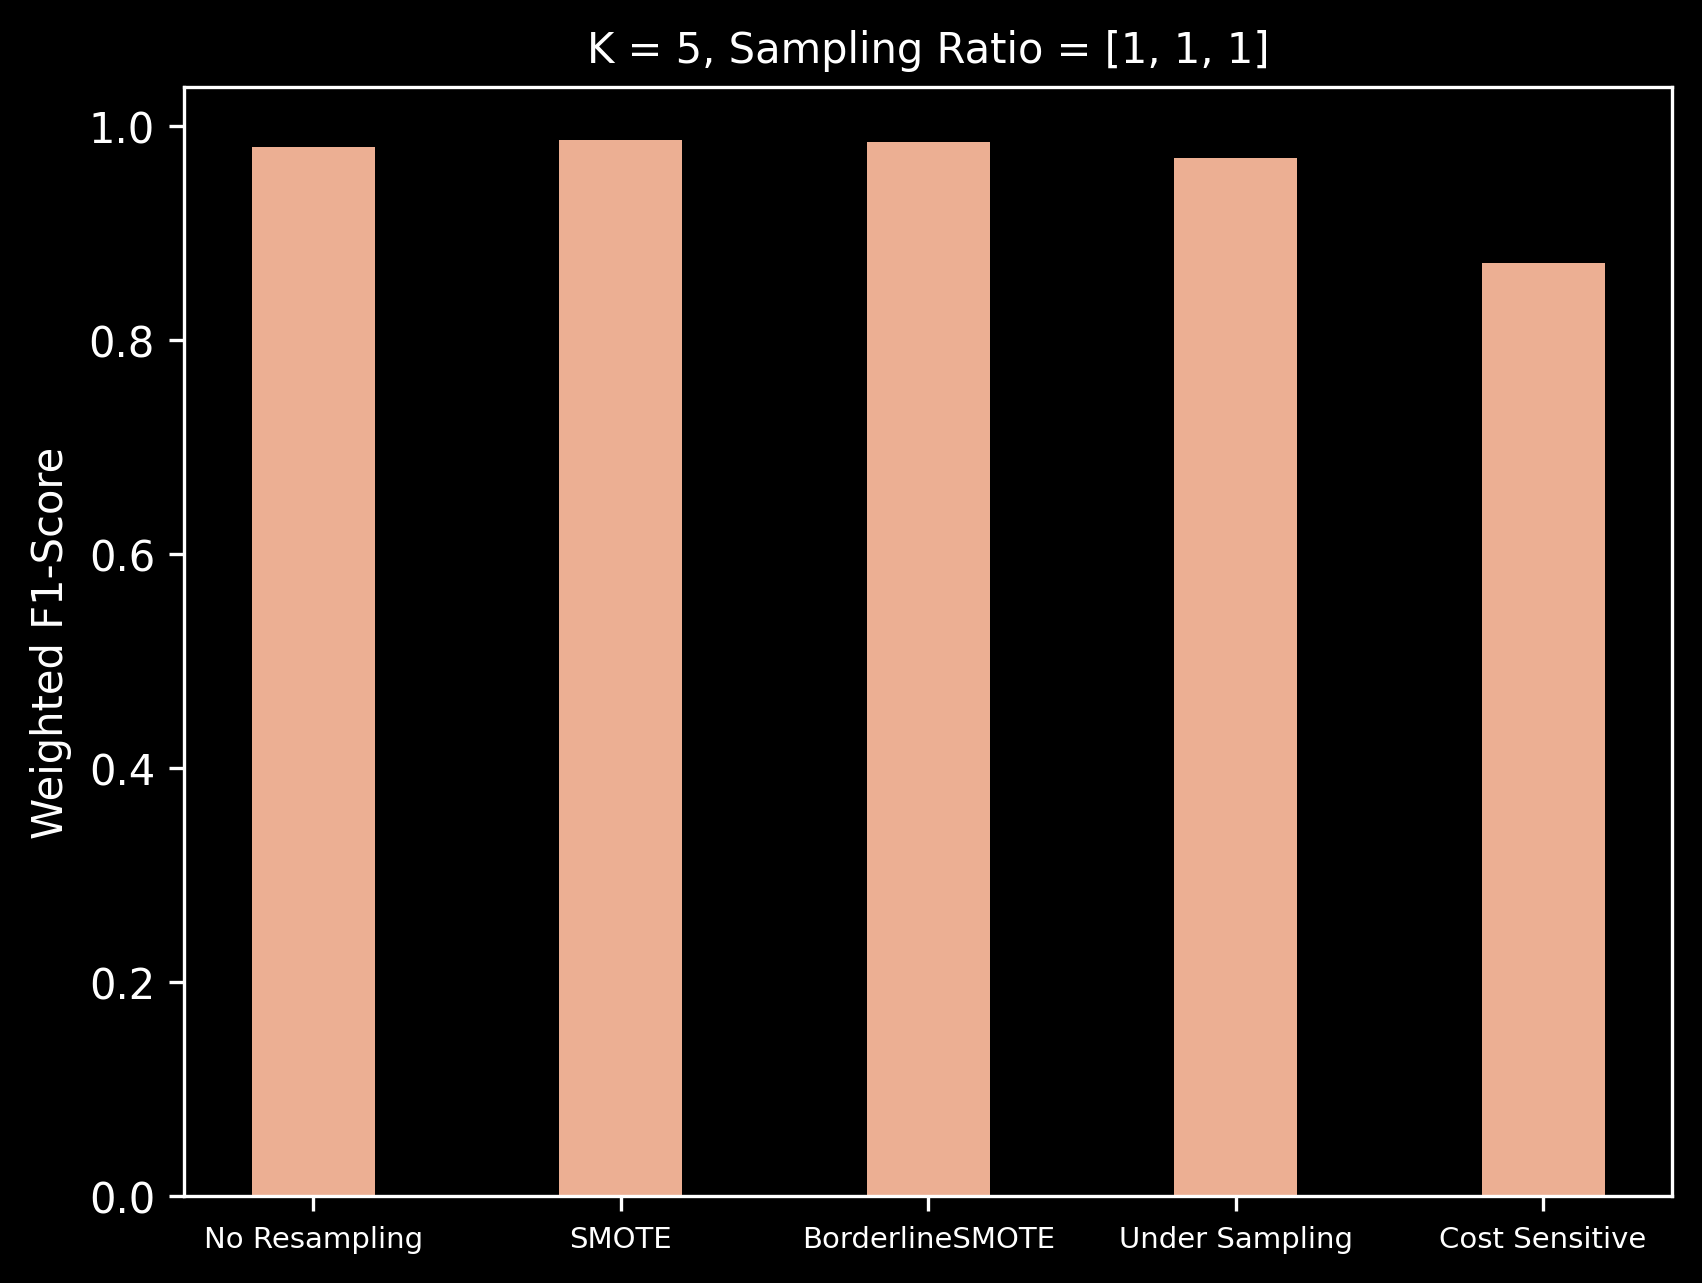 K = 5, Sampling Ratio = [1, 1, 1]
Weighted F1-Score
1.0
0.8
0.6
0.4
0.2
0.0
No Resampling
SMOTE
BorderlineSMOTE
Under Sampling
Cost Sensitive